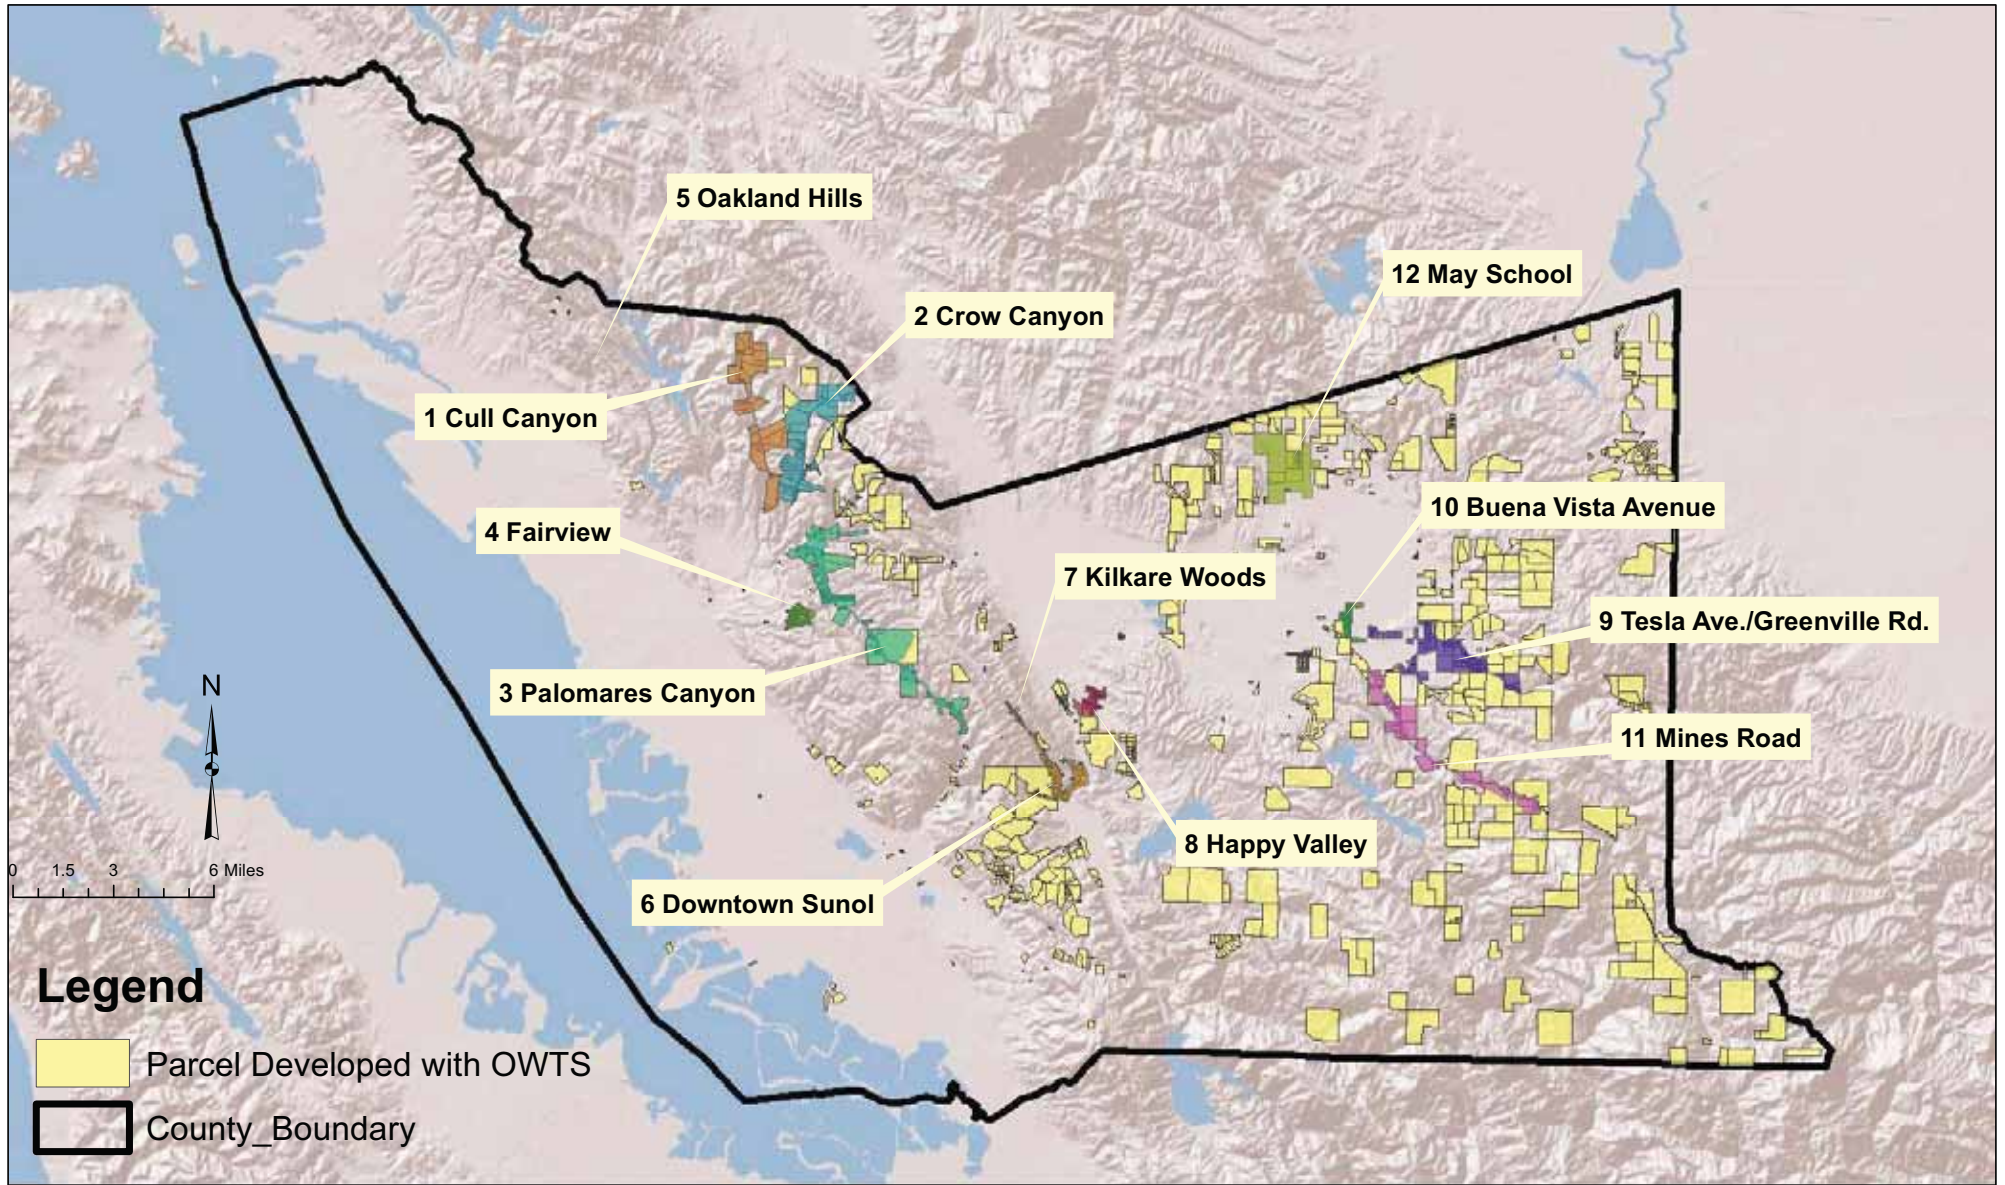 5 Oakland Hills
12 May School
2 Crow Canyon
1 Cull Canyon
10 Buena Vista Avenue
4 Fairview
7 Kilkare Woods
9 Tesla Ave./Greenville Rd.
3 Palomares Canyon
N
11 Mines Road
8 Happy Valley
0 1.5 3 6 Miles
6 Downtown Sunol
Legend
Parcel Developed with OWTS
County_Boundary